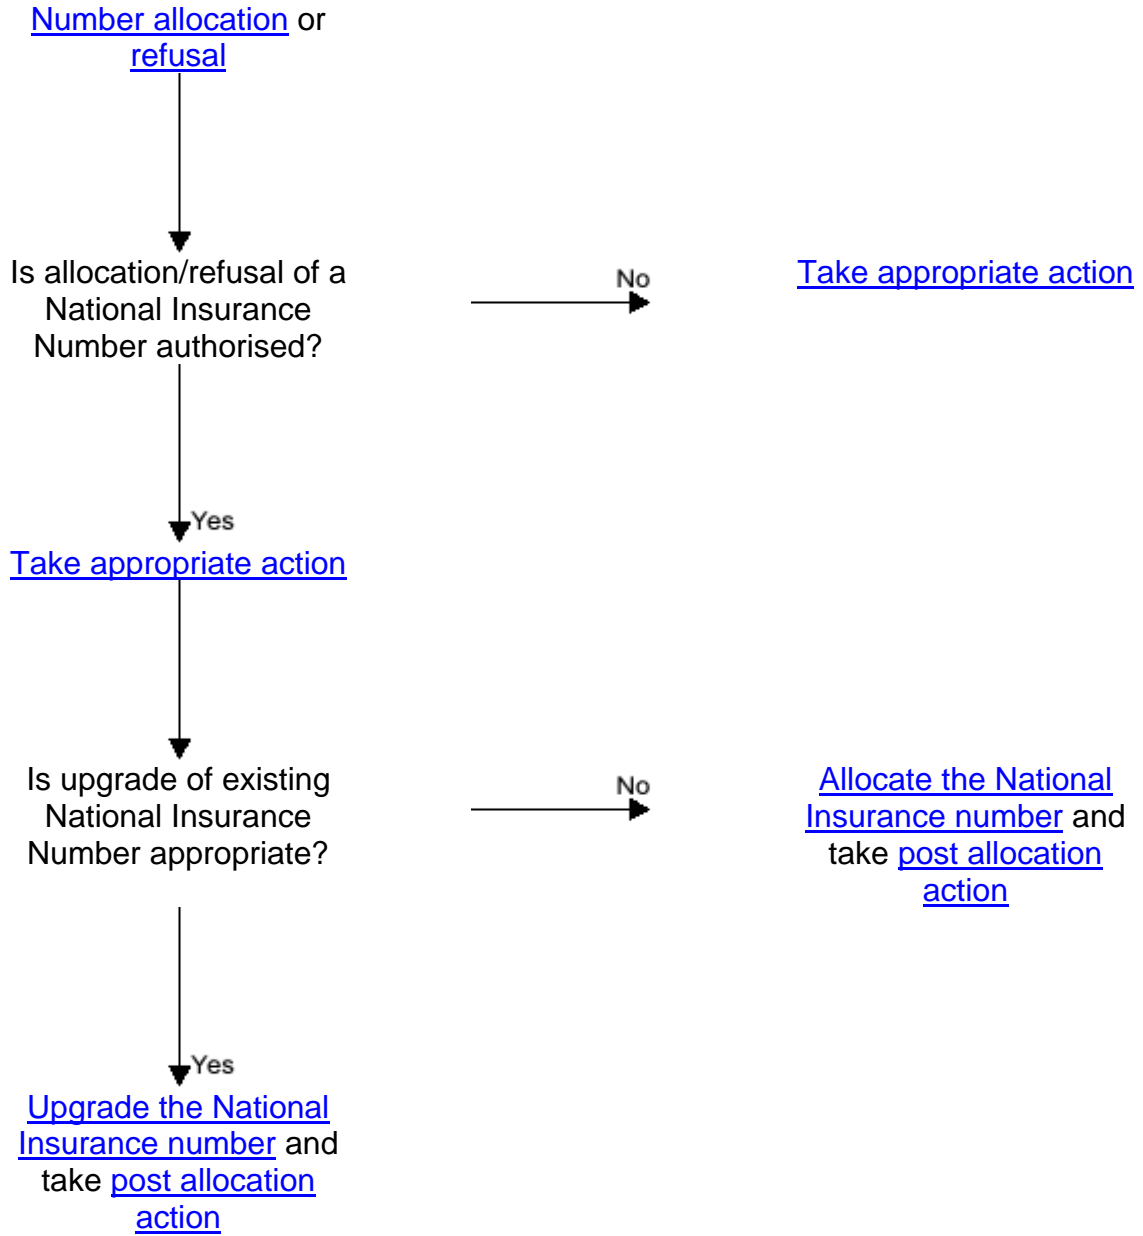 Number allocation or
refusal
Is allocation/refusal of a
National Insurance
Number authorised?
No
Take appropriate action
Yes
Take appropriate action
Is upgrade of existing
National Insurance
Number appropriate?
No
Allocate the National
Insurance number and
take post allocation
action
Yes
Upgrade the National
Insurance number and
take post allocation
action